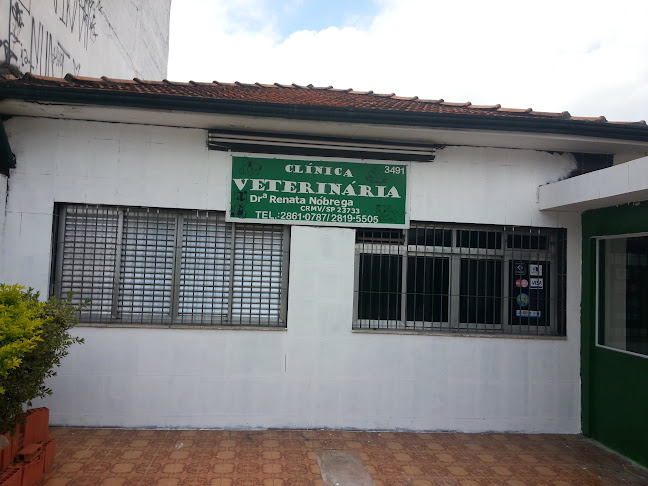 3491
CLÍNICA
VETERINÁRIA
Drª Renata Nóbrega
CRMV/SP 23733
TEL.:2861-0787/2819-5505